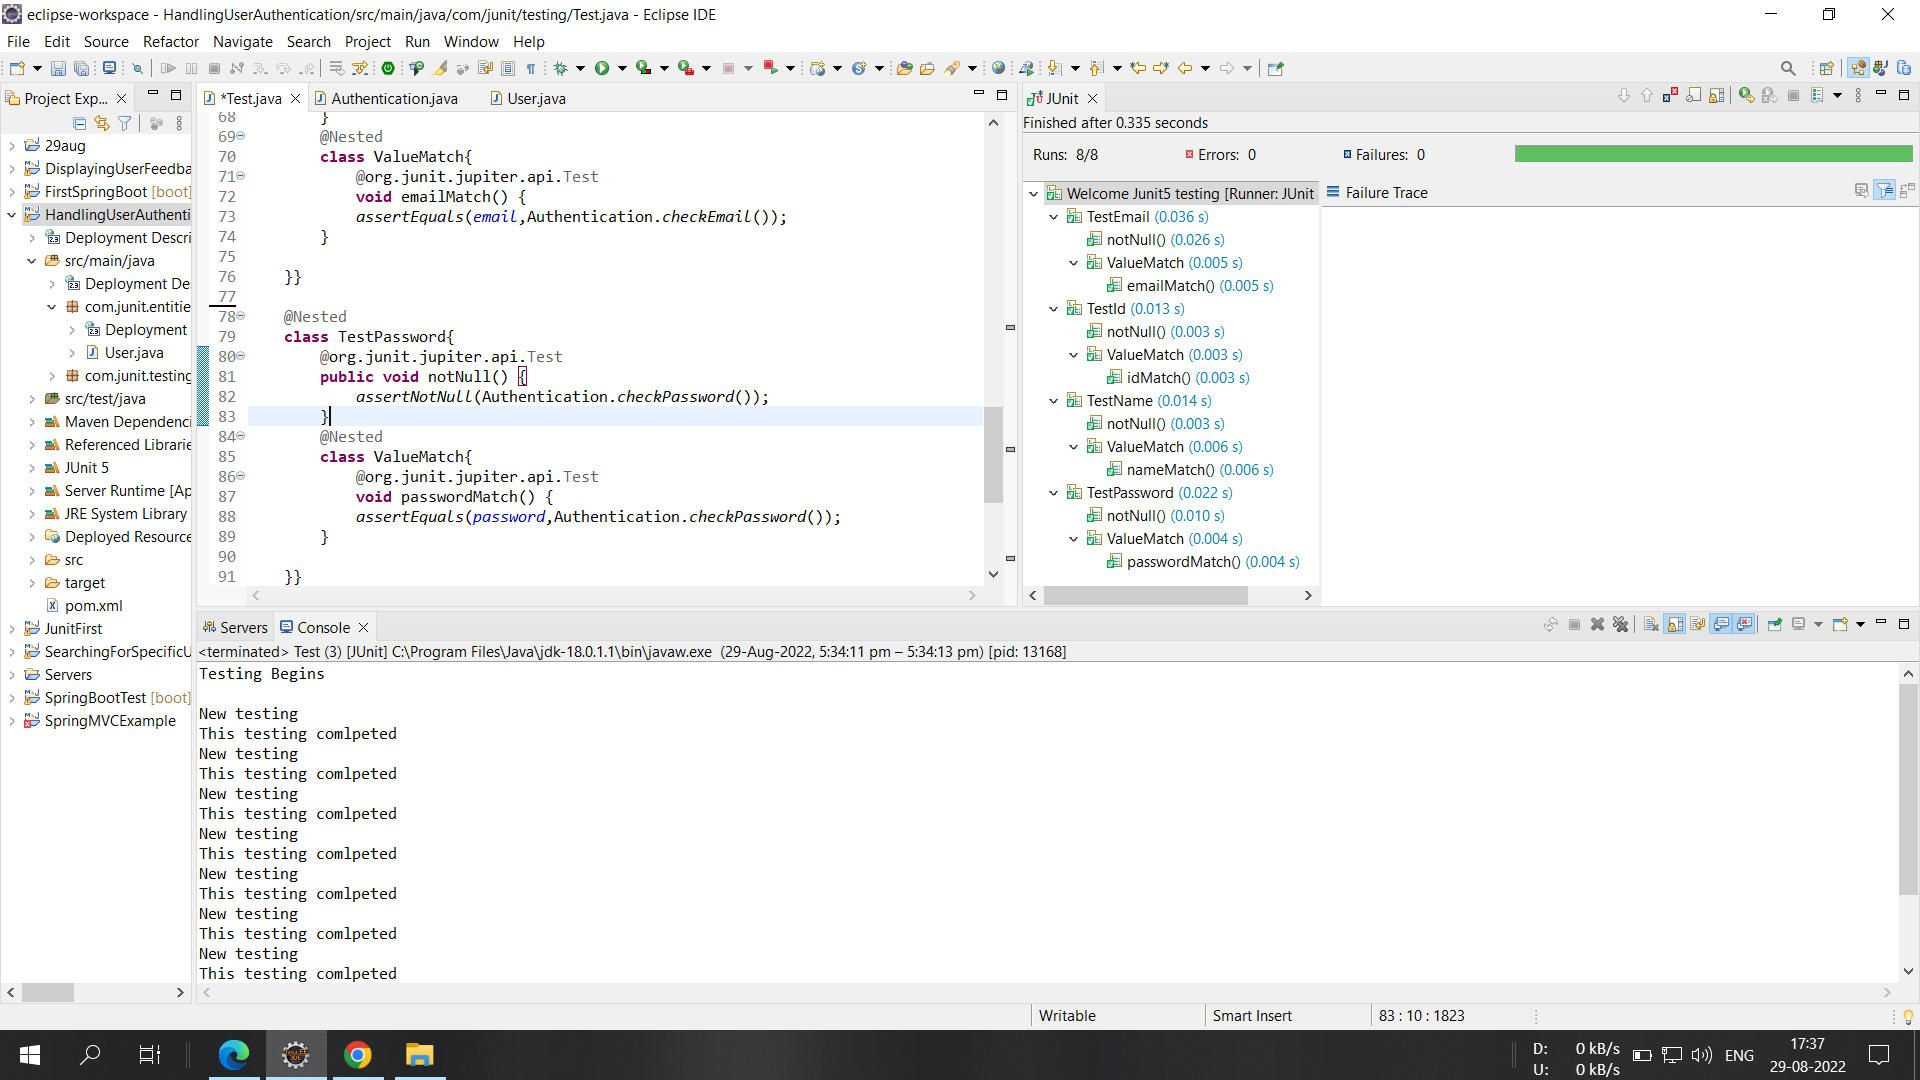 eclipse-workspace - HandlingUserAuthentication/src/main/java/com/junit/testing/Test.java - Eclipse IDE
File Edit Source Refactor Navigate Search Project Run Window Help
Project Exp...
29aug
DisplayingUserFeedba
FirstSpringBoot [boot]
HandlingUserAuthenti
Deployment Descri
src/main/java
Deployment De
com.junit.entitie
Deployment
User.java
com.junit.testing
src/test/java
Maven Dependenci
Referenced Librarie
JUnit 5
Server Runtime [Ap
JRE System Library
Deployed Resource
src
target
pom.xml
JunitFirst
SearchingForSpecificU
Servers
SpringBootTest [boot]
SpringMVCExample
*Test.java Authentication.java User.java
68 }
69 @Nested
70 class ValueMatch{
71 @org.junit.jupiter.api.Test
72 void emailMatch() {
73 assertEquals(email,Authentication.checkEmail());
74 }
75
76 }}
77
78 @Nested
79 class TestPassword{
80 @org.junit.jupiter.api.Test
81 public void notNull() {
82 assertNotNull(Authentication.checkPassword());
83 }
84 @Nested
85 class ValueMatch{
86 @org.junit.jupiter.api.Test
87 void passwordMatch() {
88 assertEquals(password,Authentication.checkPassword());
89 }
90
91 }}
JUnit
Finished after 0.335 seconds
Runs: 8/8 Errors: 0 Failures: 0
Welcome Junit5 testing [Runner: JUnit
TestEmail (0.036 s)
notNull() (0.026 s)
ValueMatch (0.005 s)
emailMatch() (0.005 s)
TestId (0.013 s)
notNull() (0.003 s)
ValueMatch (0.003 s)
idMatch() (0.003 s)
TestName (0.014 s)
notNull() (0.003 s)
ValueMatch (0.006 s)
nameMatch() (0.006 s)
TestPassword (0.022 s)
notNull() (0.010 s)
ValueMatch (0.004 s)
passwordMatch() (0.004 s)
Failure Trace
Servers Console
<terminated> Test (3) [JUnit] C:\Program Files\Java\jdk-18.0.1.1\bin\javaw.exe (29-Aug-2022, 5:34:11 pm – 5:34:13 pm) [pid: 13168]
Testing Begins
New testing
This testing comlpeted
New testing
This testing comlpeted
New testing
This testing comlpeted
New testing
This testing comlpeted
New testing
This testing comlpeted
New testing
This testing comlpeted
New testing
This testing comlpeted
Writable Smart Insert 83 : 10 : 1823
D: 0 kB/s
U: 0 kB/s
ENG
17:37
29-08-2022